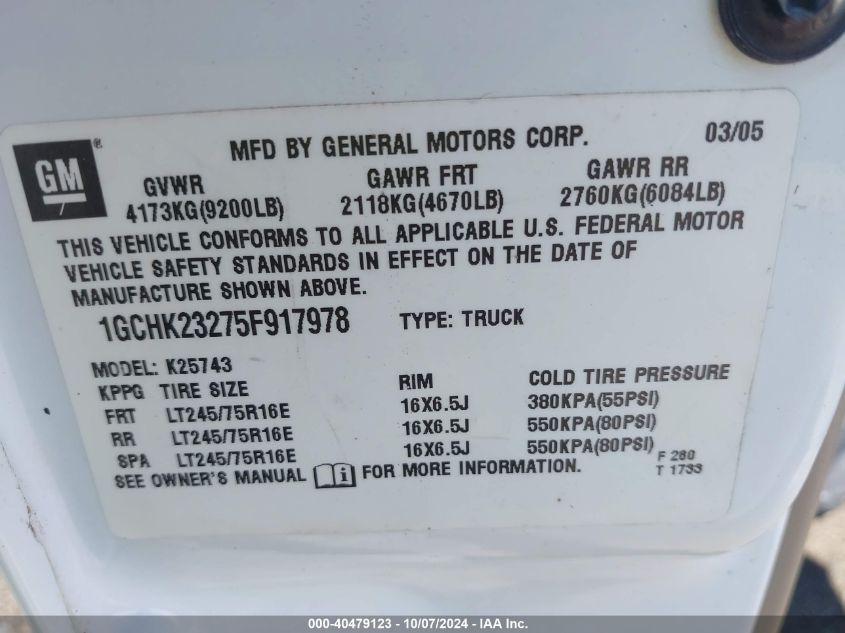 GM ®
MFD BY GENERAL MOTORS CORP. 03/05
GVWR GAWR FRT GAWR RR
4173KG(9200LB) 2118KG(4670LB) 2760KG(6084LB)
THIS VEHICLE CONFORMS TO ALL APPLICABLE U.S. FEDERAL MOTOR
VEHICLE SAFETY STANDARDS IN EFFECT ON THE DATE OF
MANUFACTURE SHOWN ABOVE.
1GCHK23275F917978 TYPE: TRUCK
MODEL: K25743
KPPG TIRE SIZE RIM COLD TIRE PRESSURE
FRT LT245/75R16E 16X6.5J 380KPA(55PSI)
RR LT245/75R16E 16X6.5J 550KPA(80PSI)
SPA LT245/75R16E 16X6.5J 550KPA(80PSI)
SEE OWNER'S MANUAL i FOR MORE INFORMATION. F 280
T 1733
000-40479123 - 10/07/2024 - IAA Inc.